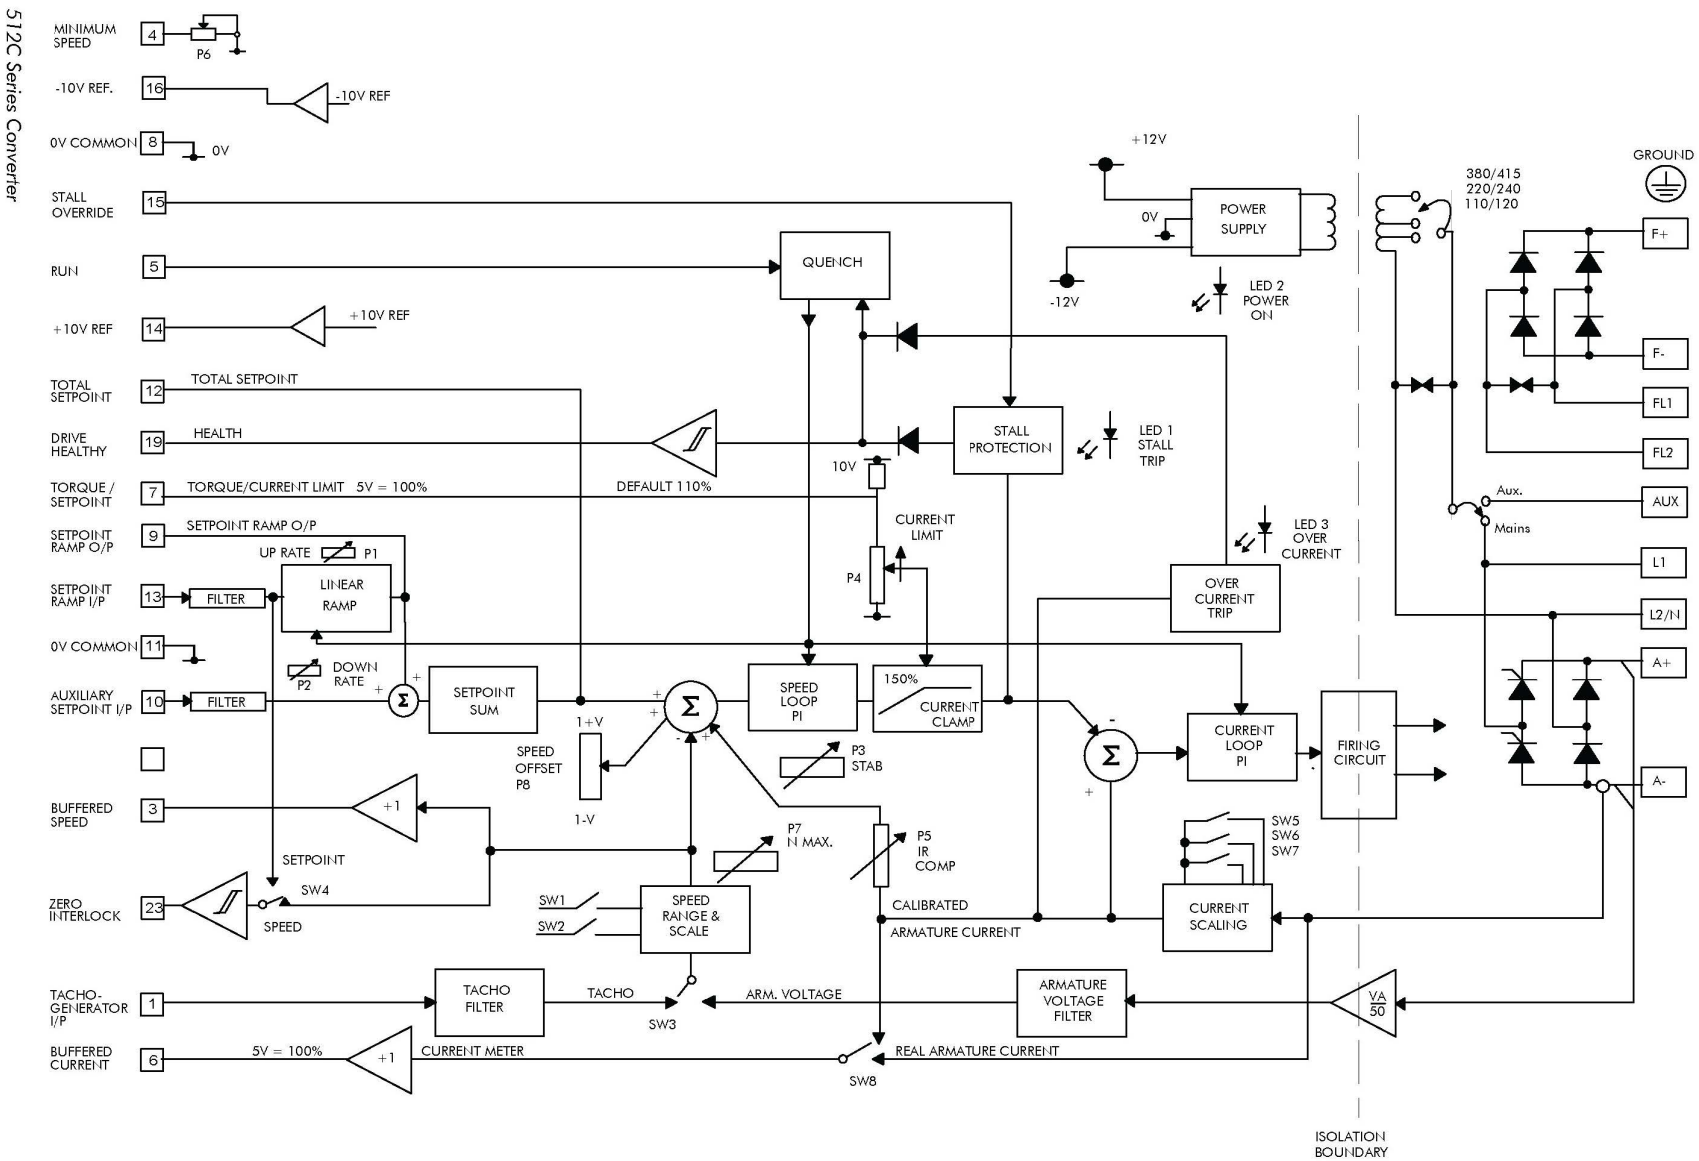 512C Series Converter
MINIMUM
SPEED
4
P6
-10V REF.
16
-10V REF
0V COMMON
8
0V
STALL
OVERRIDE
15
RUN
5
QUENCH
+10V REF
14
+10V REF
TOTAL
SETPOINT
12
TOTAL SETPOINT
DRIVE
HEALTHY
19
HEALTH
STALL
PROTECTION
LED 1
STALL
TRIP
10V
TORQUE /
SETPOINT
7
TORQUE/CURRENT LIMIT 5V = 100%
DEFAULT 110%
SETPOINT
RAMP O/P
9
SETPOINT RAMP O/P
UP RATE
P1
CURRENT
LIMIT
P4
LED 3
OVER
CURRENT
SETPOINT
RAMP I/P
13
FILTER
LINEAR
RAMP
OVER
CURRENT
TRIP
0V COMMON
11
P2
DOWN
RATE
AUXILIARY
SETPOINT I/P
10
FILTER
+
+
Σ
SETPOINT
SUM
+
+
-
+
Σ
SPEED
LOOP
PI
150%
CURRENT
CLAMP
1+V
SPEED
OFFSET
P8
1-V
P3
STAB
-
+
Σ
CURRENT
LOOP
PI
-
FIRING
CIRCUIT
BUFFERED
SPEED
3
+1
P7
N MAX.
P5
IR
COMP
SW5
SW6
SW7
SETPOINT
ZERO
INTERLOCK
23
SW4
SPEED
SW1
SW2
SPEED
RANGE &
SCALE
CALIBRATED
ARMATURE CURRENT
CURRENT
SCALING
TACHO-
GENERATOR
I/P
1
TACHO
FILTER
TACHO
SW3
ARM. VOLTAGE
ARMATURE
VOLTAGE
FILTER
VA
50
BUFFERED
CURRENT
6
5V = 100%
+1
CURRENT METER
SW8
REAL ARMATURE CURRENT
+12V
0V
-12V
POWER
SUPPLY
LED 2
POWER
ON
380/415
220/240
110/120
GROUND
F+
F-
FL1
FL2
Aux.
AUX
Mains
L1
L2/N
A+
A-
ISOLATION
BOUNDARY